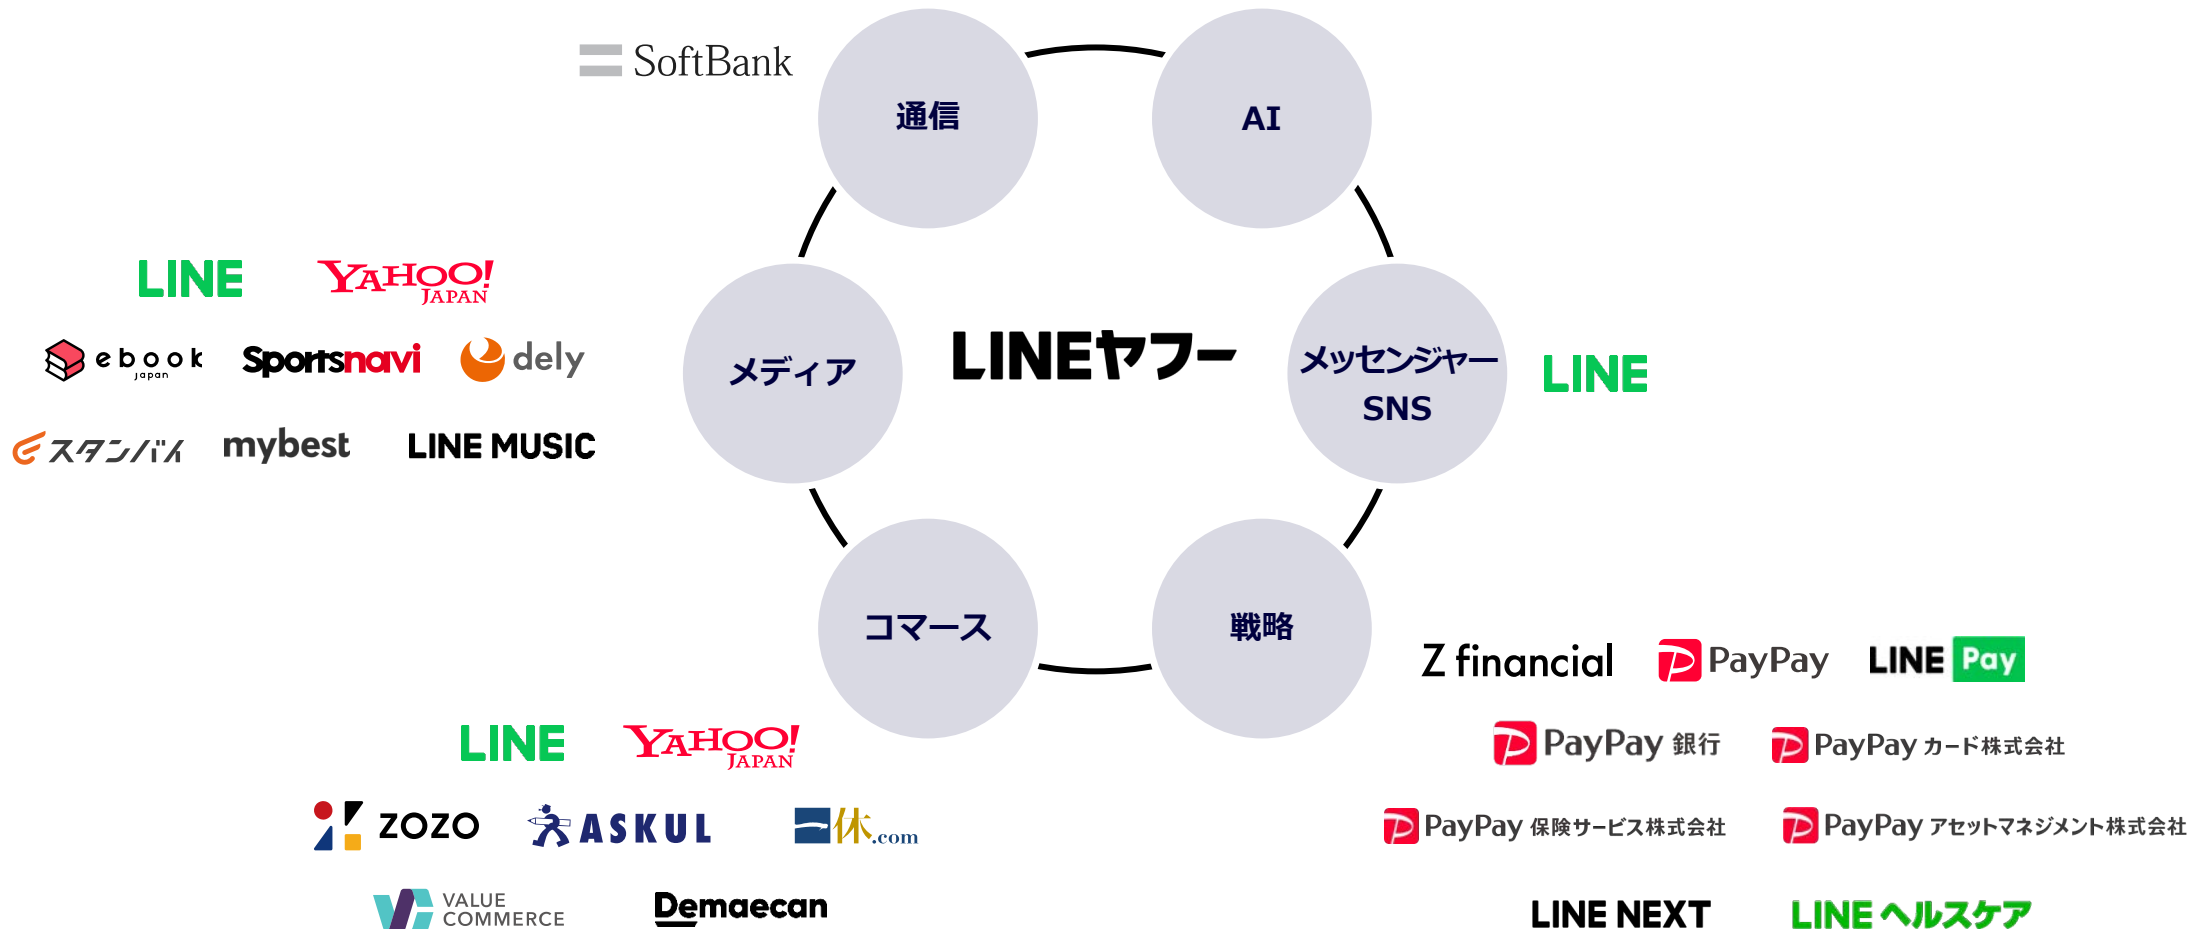 SoftBank
通信
AI
LINE
YAHOO!
JAPAN
ebook
japan
Sportsnavi
dely
スタンバイ
mybest
LINE MUSIC
メディア
LINEヤフー
メッセンジャー
SNS
LINE
コマース
戦略
LINE
YAHOO!
JAPAN
ZOZO
ASKUL
一休.com
VALUE
COMMERCE
Demaecan
Z financial
PayPay
LINE Pay
PayPay 銀行
PayPay カード株式会社
PayPay 保険サービス株式会社
PayPay アセットマネジメント株式会社
LINE NEXT
LINE ヘルスケア